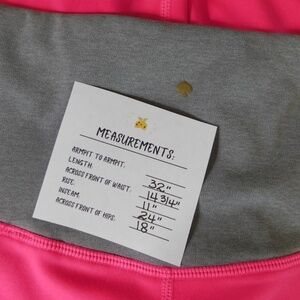 MEASUREMENTS:
ARMPIT TO ARMPIT:
LENGTH: 32"
ACROSS FRONT OF WAIST: 14 3/4"
RISE: 11"
INSEAM: 24"
ACROSS FRONT OF HIPS: 18"